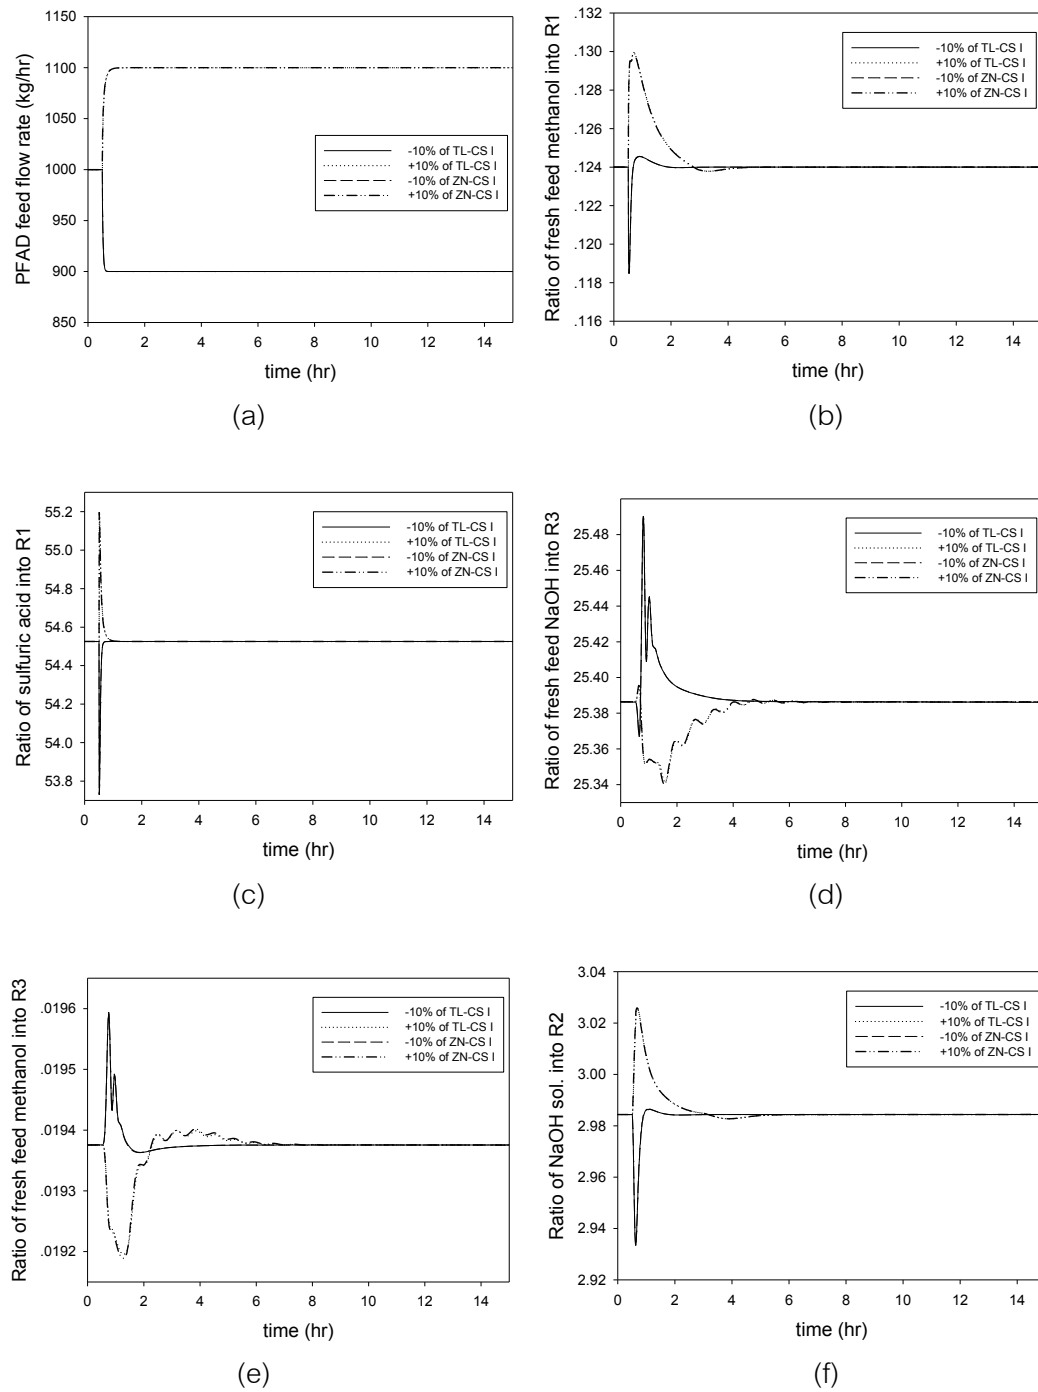 PFAD feed flow rate (kg/hr)
1150
1100
1050
1000
950
900
850
-10% of TL-CS I
+10% of TL-CS I
-10% of ZN-CS I
+10% of ZN-CS I
0 2 4 6 8 10 12 14
time (hr)
(a)
Ratio of fresh feed methanol into R1
.132
.130
.128
.126
.124
.122
.120
.118
.116
-10% of TL-CS I
+10% of TL-CS I
-10% of ZN-CS I
+10% of ZN-CS I
0 2 4 6 8 10 12 14
time (hr)
(b)
Ratio of sulfuric acid into R1
55.2
55.0
54.8
54.6
54.4
54.2
54.0
53.8
-10% of TL-CS I
+10% of TL-CS I
-10% of ZN-CS I
+10% of ZN-CS I
0 2 4 6 8 10 12 14
time (hr)
(c)
Ratio of fresh feed NaOH into R3
25.48
25.46
25.44
25.42
25.40
25.38
25.36
25.34
-10% of TL-CS I
+10% of TL-CS I
-10% of ZN-CS I
+10% of ZN-CS I
0 2 4 6 8 10 12 14
time (hr)
(d)
Ratio of fresh feed methanol into R3
.0196
.0195
.0194
.0193
.0192
-10% of TL-CS I
+10% of TL-CS I
-10% of ZN-CS I
+10% of ZN-CS I
0 2 4 6 8 10 12 14
time (hr)
(e)
Ratio of NaOH sol. into R2
3.04
3.02
3.00
2.98
2.96
2.94
2.92
-10% of TL-CS I
+10% of TL-CS I
-10% of ZN-CS I
+10% of ZN-CS I
0 2 4 6 8 10 12 14
time (hr)
(f)